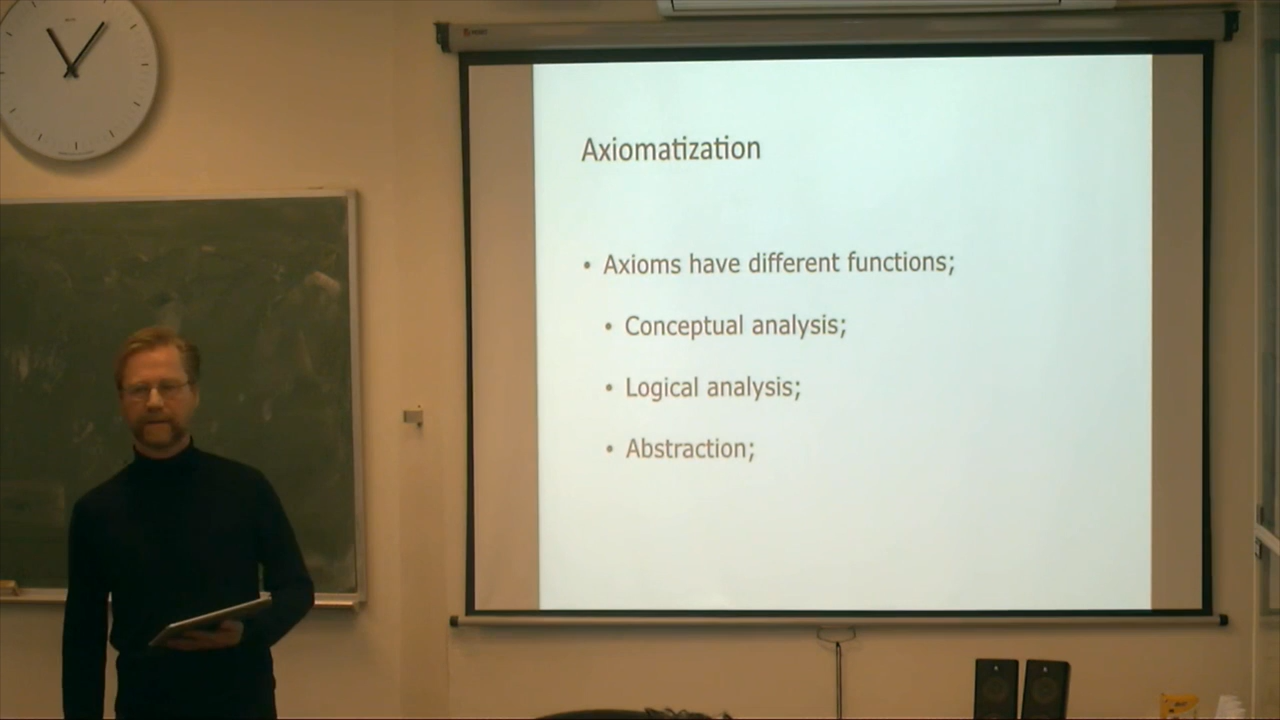 Axiomatization
• Axioms have different functions;
• Conceptual analysis;
• Logical analysis;
• Abstraction;